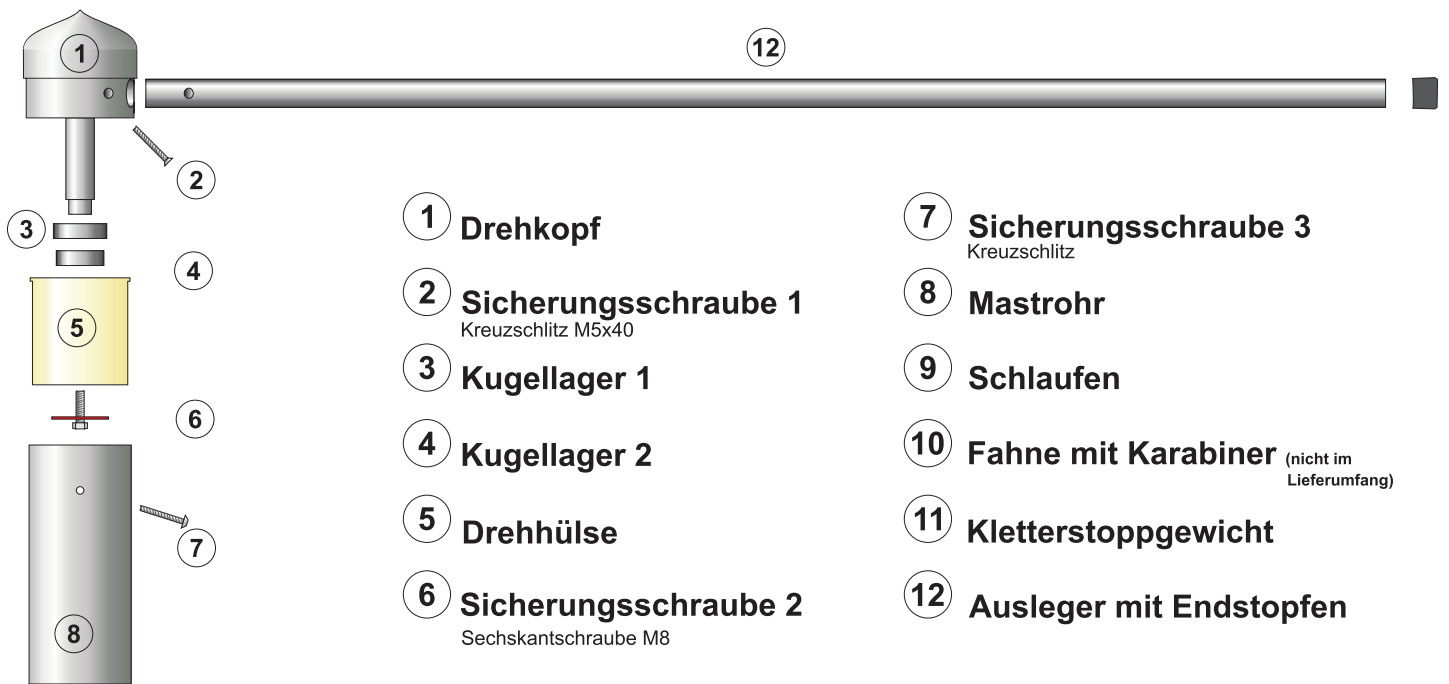 1
12
2
3
4
5
6
7
8
1 Drehkopf
2 Sicherungsschraube 1
Kreuzschlitz M5x40
3 Kugellager 1
4 Kugellager 2
5 Drehhülse
6 Sicherungsschraube 2
Sechskantschraube M8
7 Sicherungsschraube 3
Kreuzschlitz
8 Mastrohr
9 Schlaufen
10 Fahne mit Karabiner (nicht im
Lieferumfang)
11 Kletterstoppgewicht
12 Ausleger mit Endstopfen